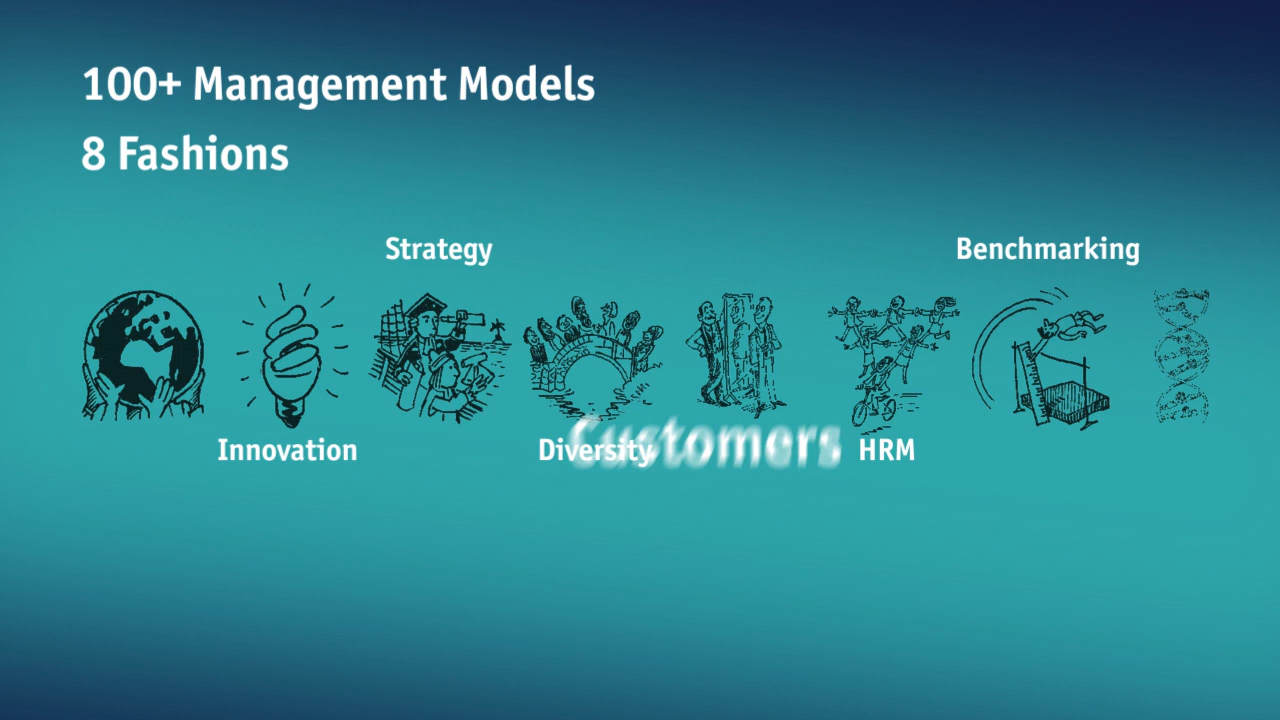 100+ Management Models
8 Fashions
Strategy
Benchmarking
Innovation
Diversity
Customers
HRM